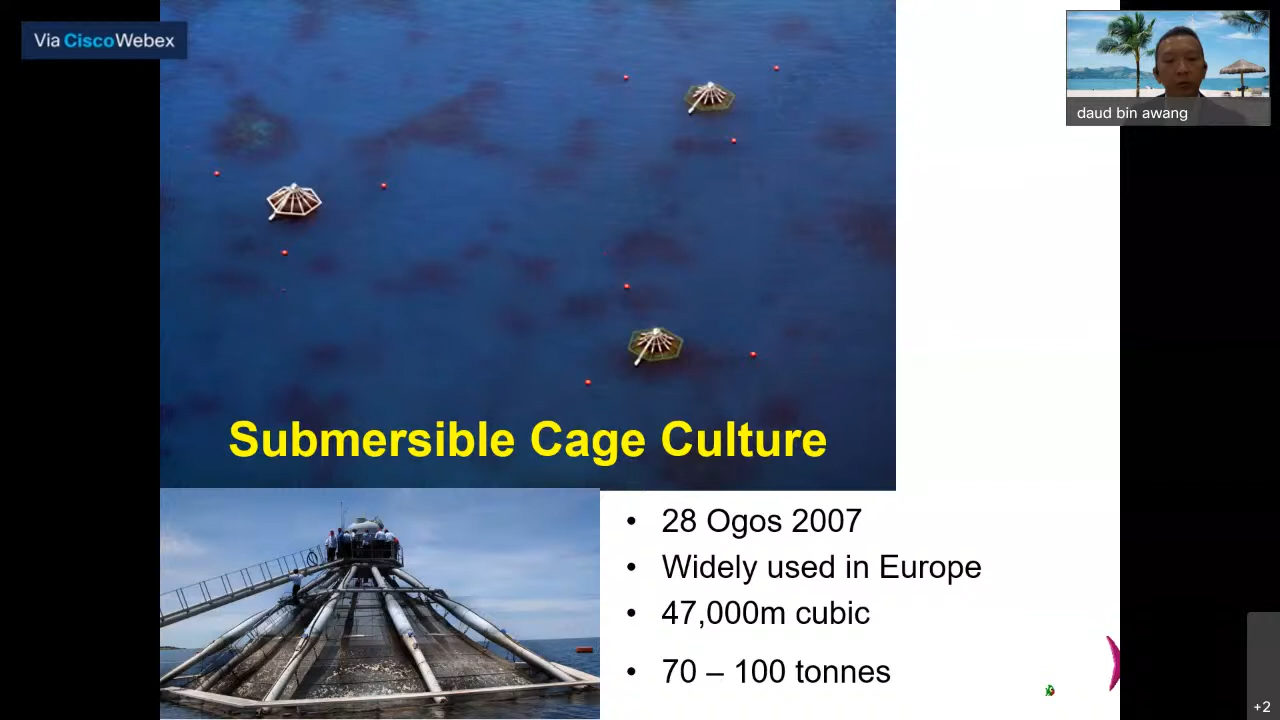 Via CiscoWebex
daud bin awang
Submersible Cage Culture
• 28 Ogos 2007
• Widely used in Europe
• 47,000m cubic
• 70 – 100 tonnes
+2